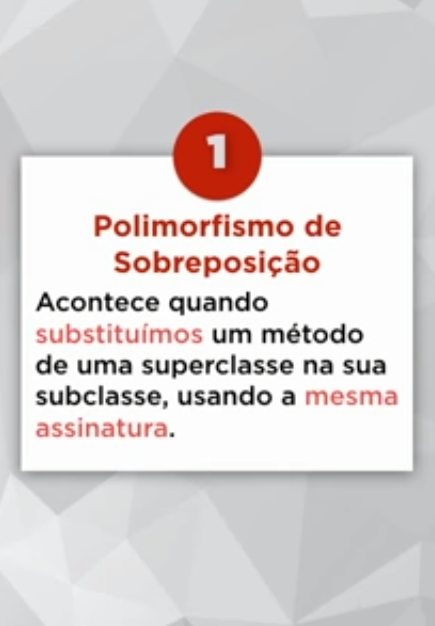 1
Polimorfismo de
Sobreposição
Acontece quando
substituímos um método
de uma superclasse na sua
subclasse, usando a mesma
assinatura.